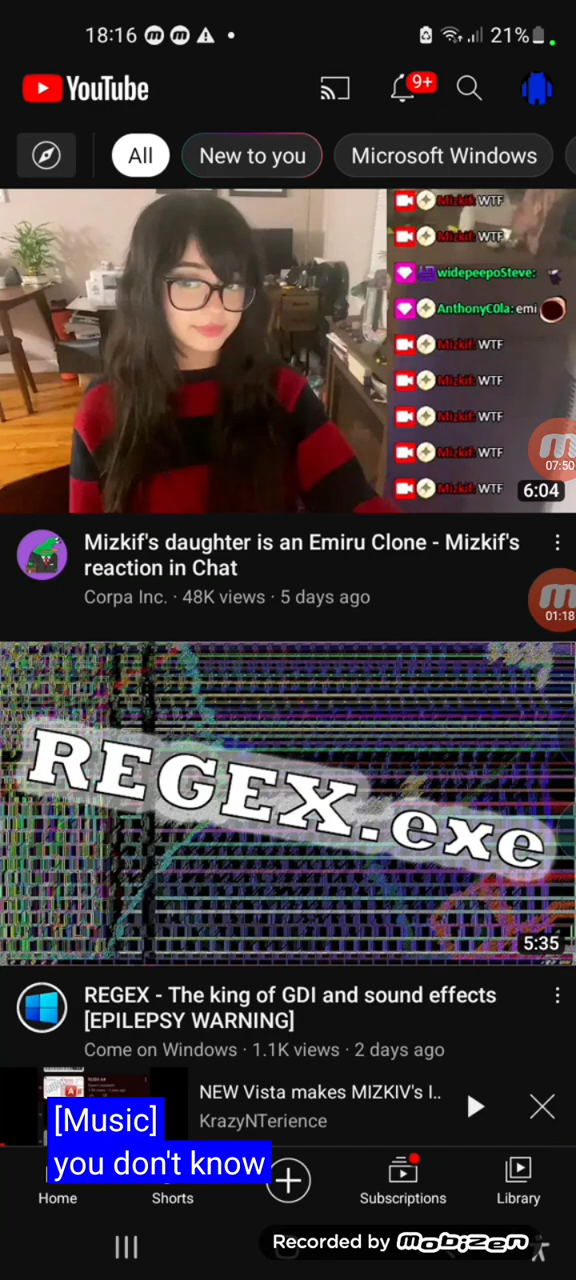 18:16
21%
YouTube
9+
All
New to you
Microsoft Windows
Mizkif: WTF
Mizkif: WTF
widepeepoSteve:
AnthonyC0la: emi
Mizkif: WTF
Mizkif: WTF
Mizkif: WTF
Mizkif: WTF
Mizkif: WTF
07:50
6:04
Mizkif's daughter is an Emiru Clone - Mizkif's
reaction in Chat
Corpa Inc. · 48K views · 5 days ago
01:18
REGEX.exe
5:35
REGEX - The king of GDI and sound effects
[EPILEPSY WARNING]
Come on Windows · 1.1K views · 2 days ago
NEW Vista makes MIZKIV's l..
KrazyNTerience
[Music]
you don't know
Home
Shorts
Subscriptions
Library
Recorded by mobizen